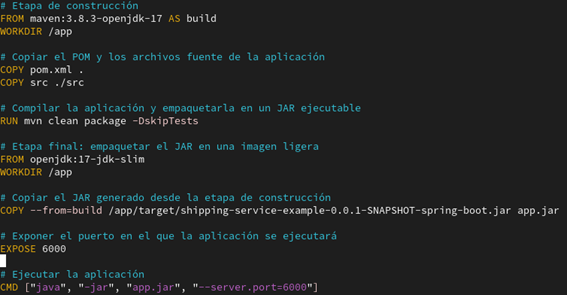 # Etapa de construcción
FROM maven:3.8.3-openjdk-17 AS build
WORKDIR /app
# Copiar el POM y los archivos fuente de la aplicación
COPY pom.xml .
COPY src ./src
# Compilar la aplicación y empaquetarla en un JAR ejecutable
RUN mvn clean package -DskipTests
# Etapa final: empaquetar el JAR en una imagen ligera
FROM openjdk:17-jdk-slim
WORKDIR /app
# Copiar el JAR generado desde la etapa de construcción
COPY --from=build /app/target/shipping-service-example-0.0.1-SNAPSHOT-spring-boot.jar app.jar
# Exponer el puerto en el que la aplicación se ejecutará
EXPOSE 6000
# Ejecutar la aplicación
CMD ["java", "-jar", "app.jar", "--server.port=6000"]